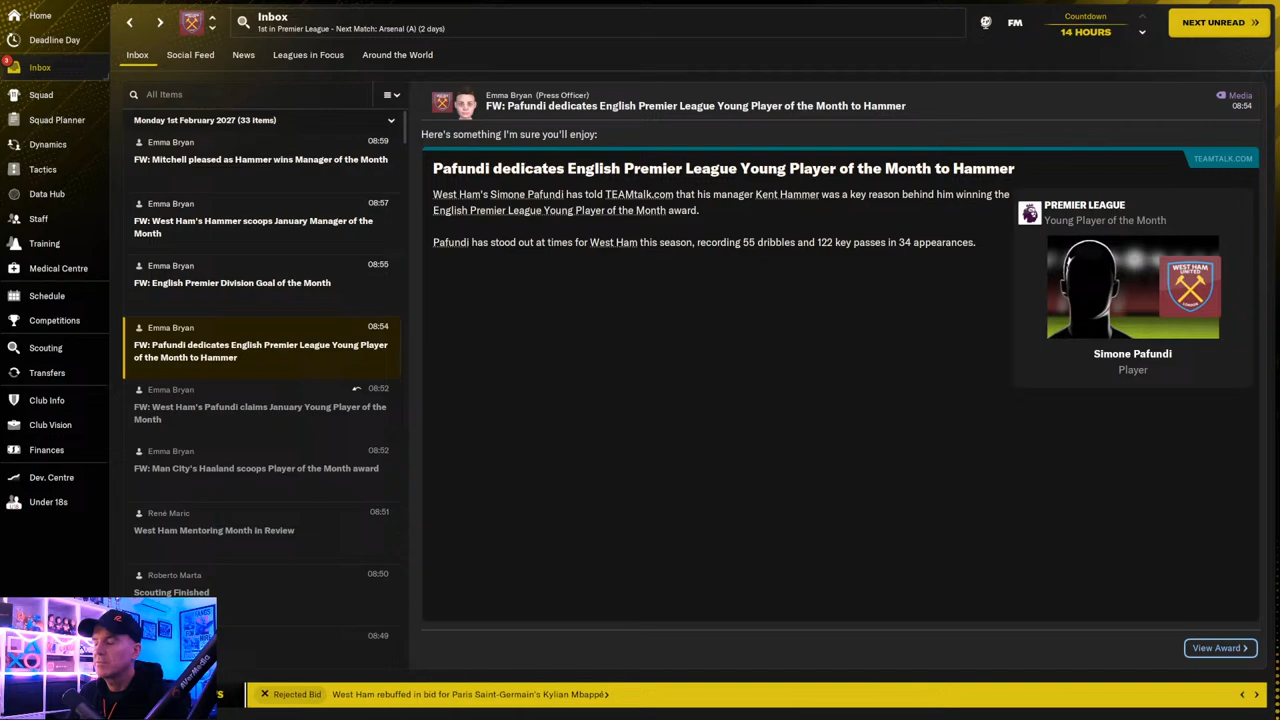 Home
Deadline Day
3
Inbox
Squad
Squad Planner
Dynamics
Tactics
Data Hub
Staff
Training
Medical Centre
Schedule
Competitions
Scouting
Transfers
Club Info
Club Vision
Finances
Dev. Centre
Under 18s
Inbox
1st in Premier League - Next Match: Arsenal (A) (2 days)
FM
Countdown
14 HOURS
NEXT UNREAD
Inbox
Social Feed
News
Leagues in Focus
Around the World
All Items
Monday 1st February 2027 (33 items)
Emma Bryan
08:59
FW: Mitchell pleased as Hammer wins Manager of the Month
Emma Bryan
08:57
FW: West Ham's Hammer scoops January Manager of the
Month
Emma Bryan
08:55
FW: English Premier Division Goal of the Month
Emma Bryan
08:54
FW: Pafundi dedicates English Premier League Young Player
of the Month to Hammer
Emma Bryan
08:52
FW: West Ham's Pafundi claims January Young Player of the
Month
Emma Bryan
08:52
FW: Man City's Haaland scoops Player of the Month award
René Maric
08:51
West Ham Mentoring Month in Review
Roberto Marta
08:50
Scouting Finished
08:49
Emma Bryan (Press Officer)
FW: Pafundi dedicates English Premier League Young Player of the Month to Hammer
Media
08:54
Here's something I'm sure you'll enjoy:
Pafundi dedicates English Premier League Young Player of the Month to Hammer
TEAMTALK.COM
West Ham's Simone Pafundi has told TEAMtalk.com that his manager Kent Hammer was a key reason behind him winning the
English Premier League Young Player of the Month award.
Pafundi has stood out at times for West Ham this season, recording 55 dribbles and 122 key passes in 34 appearances.
PREMIER LEAGUE
Young Player of the Month
WEST HAM
UNITED
LONDON
Simone Pafundi
Player
View Award
Rejected Bid
West Ham rebuffed in bid for Paris Saint-Germain's Kylian Mbappé